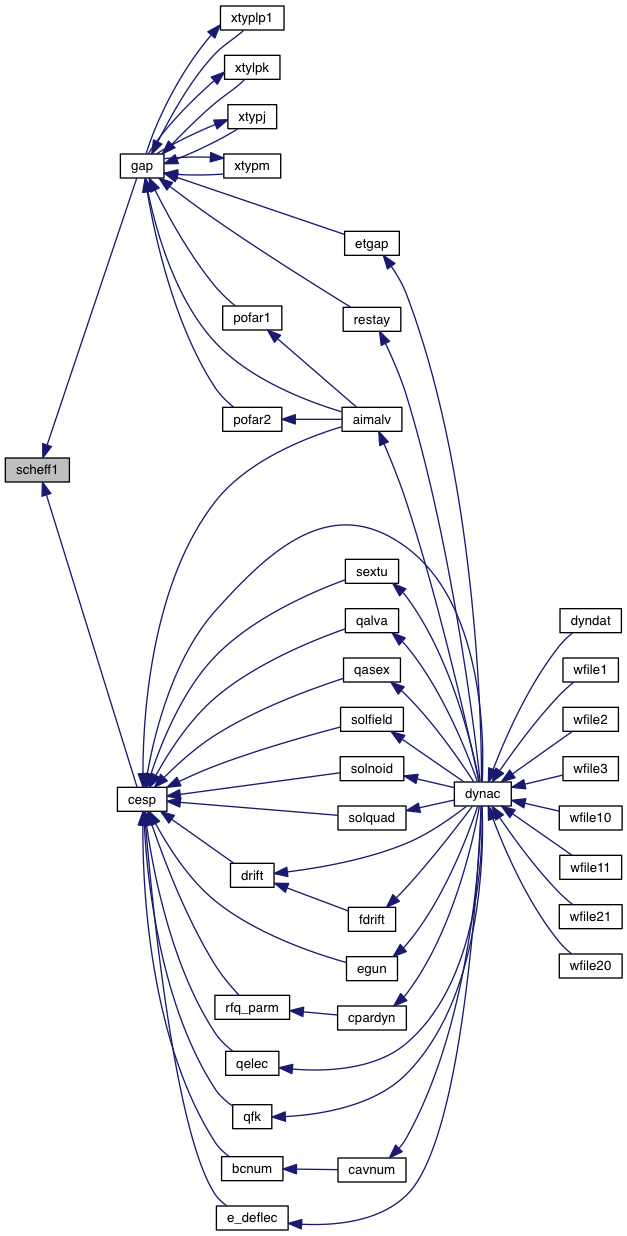 xtyplp1
xtylpk
xtypj
gap
xtypm
etgap
pofar1
restay
pofar2
aimalv
scheff1
sextu
qalva
dyndat
qasex
wfile1
solfield
wfile2
solnoid
wfile3
cesp
dynac
solquad
wfile10
drift
wfile11
fdrift
wfile21
egun
wfile20
rfq_parm
cpardyn
qelec
qfk
bcnum
cavnum
e_deflec